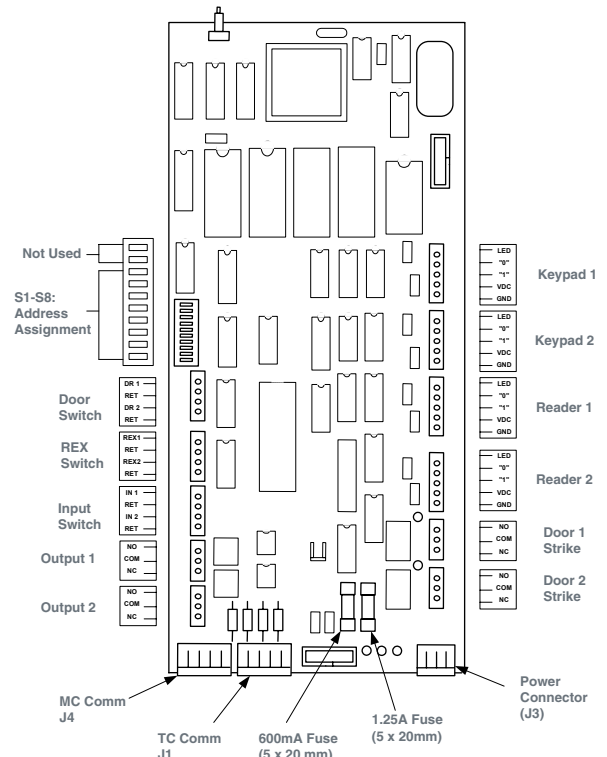 Not Used
S1-S8:
Address
Assignment
Door
Switch
DR 1
RET
DR 2
RET
REX
Switch
REX1
RET
REX2
RET
Input
Switch
IN 1
RET
IN 2
RET
Output 1
NO
COM
NC
Output 2
NO
COM
NC
LED
"0"
"1"
VDC
GND
Keypad 1
LED
"0"
"1"
VDC
GND
Keypad 2
LED
"0"
"1"
VDC
GND
Reader 1
LED
"0"
"1"
VDC
GND
Reader 2
NO
COM
NC
Door 1
Strike
NO
COM
NC
Door 2
Strike
MC Comm
J4
TC Comm
J1
600mA Fuse
(5 x 20 mm)
1.25A Fuse
(5 x 20mm)
Power
Connector
(J3)